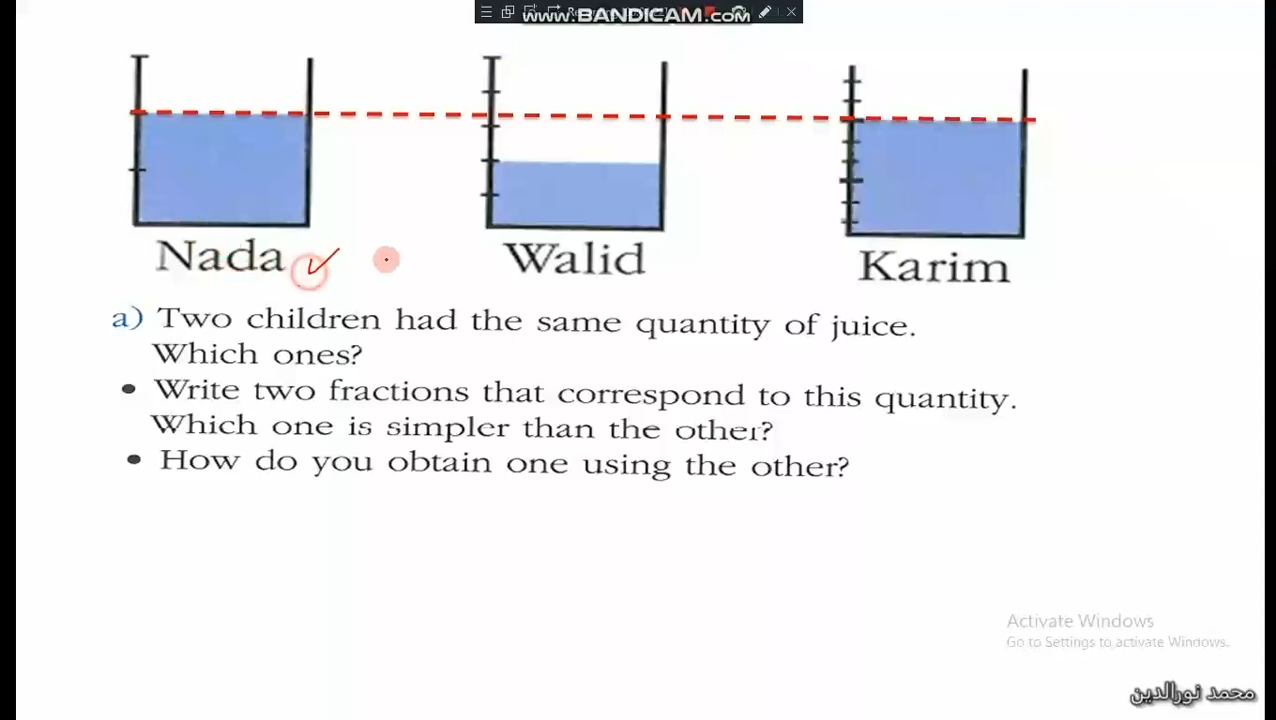 www.BANDICAM.com
Nada
Walid
Karim
a) Two children had the same quantity of juice.
Which ones?
• Write two fractions that correspond to this quantity.
Which one is simpler than the other?
• How do you obtain one using the other?
Activate Windows
Go to Settings to activate Windows.
محمد نورالدين